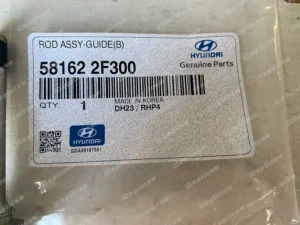 ROD ASSY-GUIDE(B)
58162 2F300
HYUNDAI
Genuine Parts
QTY: 1
MADE IN KOREA
DH23 / RHP4
HYUNDAI